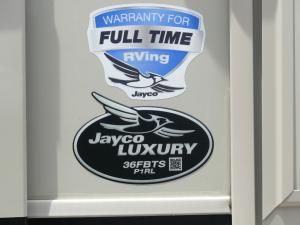 WARRANTY FOR
FULL TIME
RVing
Jayco
Jayco
LUXURY
36FBTS
P1RL